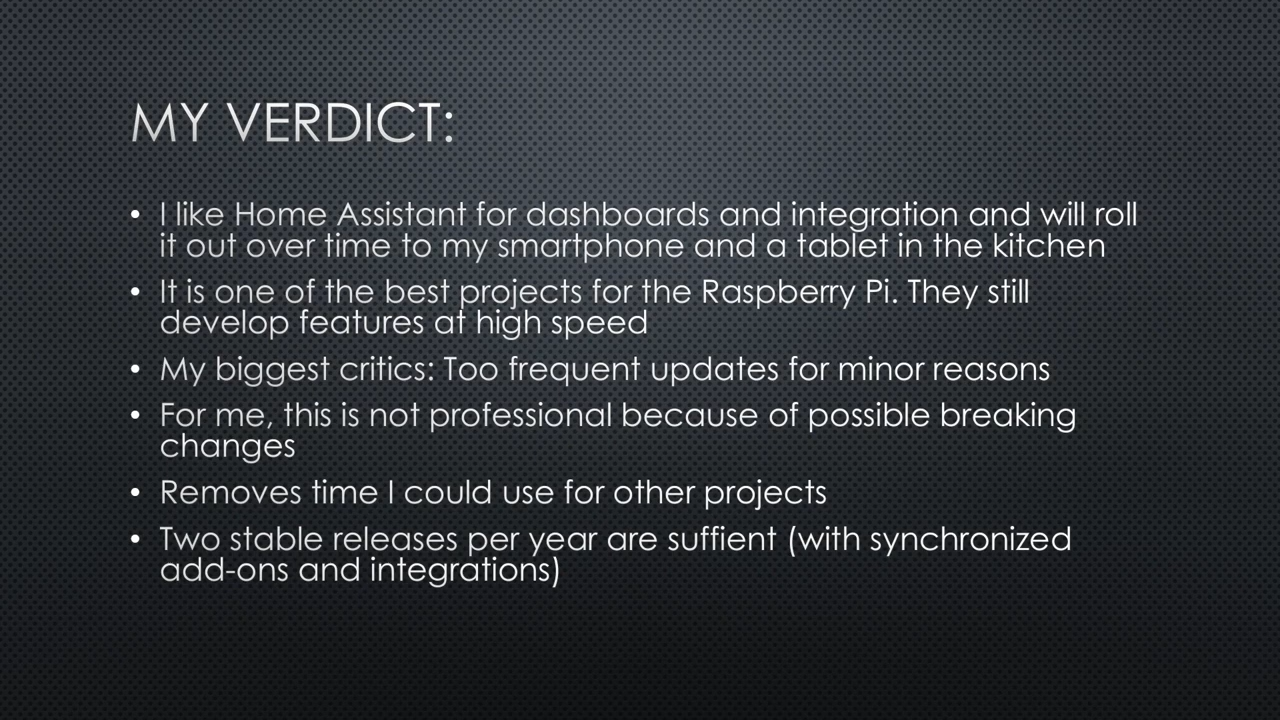 MY VERDICT:
• I like Home Assistant for dashboards and integration and will roll
it out over time to my smartphone and a tablet in the kitchen
• It is one of the best projects for the Raspberry Pi. They still
develop features at high speed
• My biggest critics: Too frequent updates for minor reasons
• For me, this is not professional because of possible breaking
changes
• Removes time I could use for other projects
• Two stable releases per year are suffient (with synchronized
add-ons and integrations)